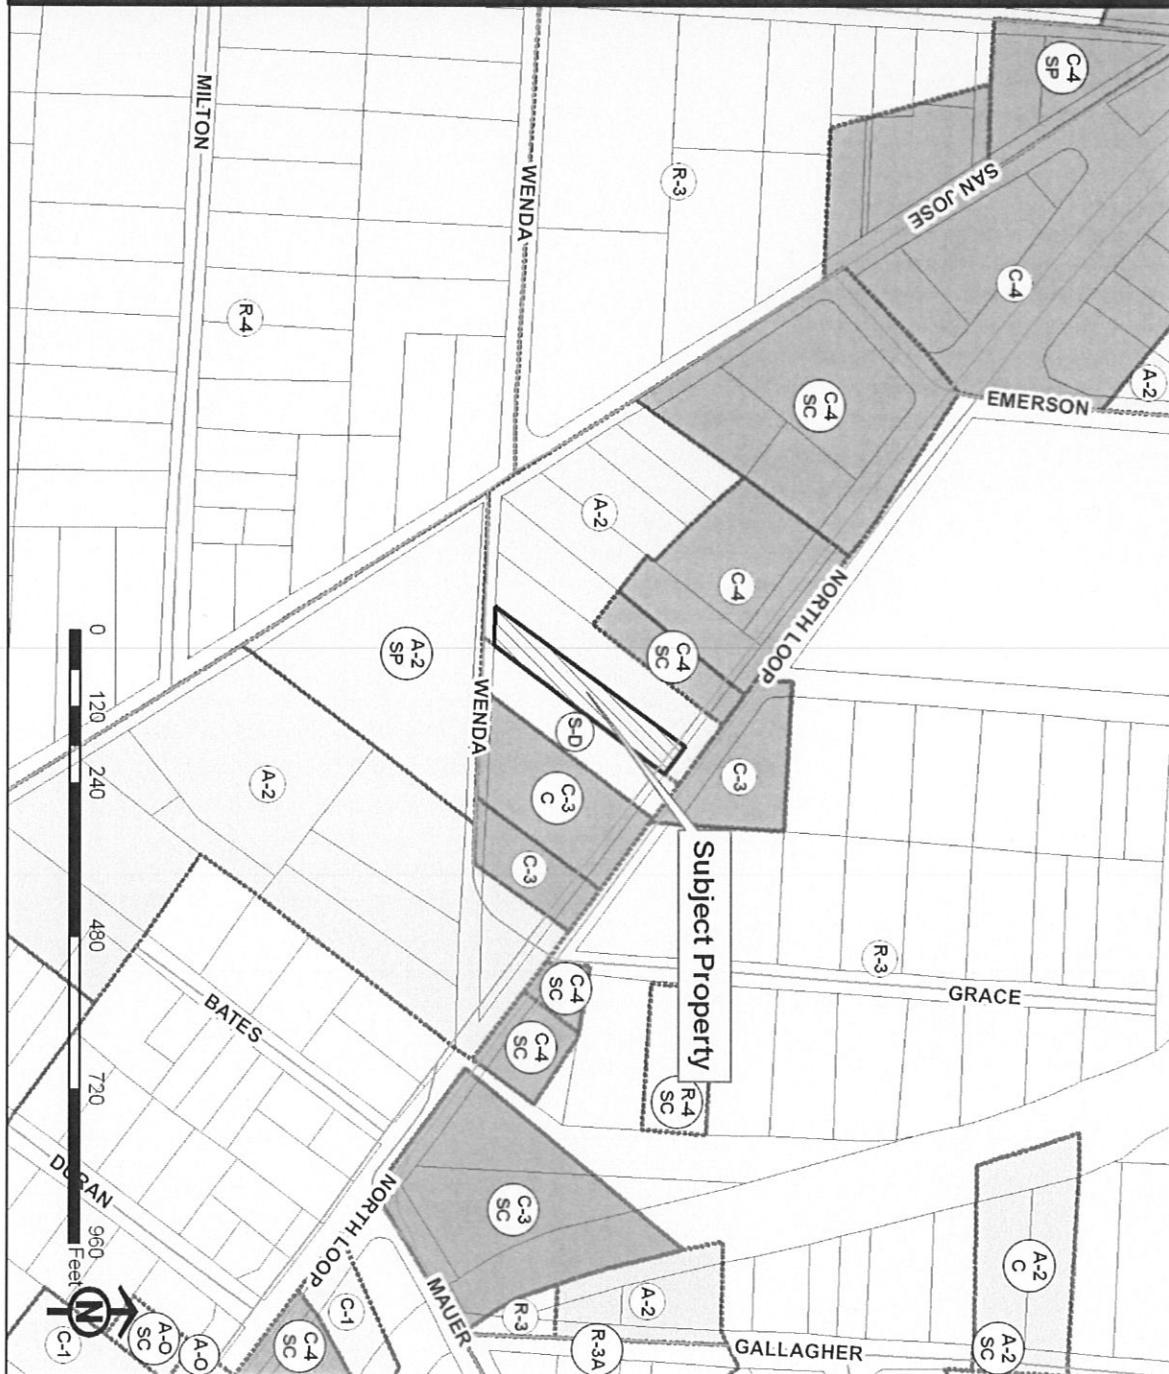 C-4
SP
MILTON
WENDA
R-3
SAN JOSE
C-4
R-4
A-2
EMERSON
C-4
SC
A-2
C-4
NORTH LOOP
C-4
SC
A-2
SP
WENDA
S-D
C-3
C-3
C
A-2
C-3
Subject Property
R-3
GRACE
C-4
SC
C-4
SC
R-4
SC
BATES
DURAN
NORTH LOOP
C-3
SC
MAUER
R-3
A-2
R-3A
GALLAGHER
A-2
C
A-2
SC
C-1
C-4
SC
A-O
A-O
SC
C-1
0 120 240 480 720 960
Feet
N